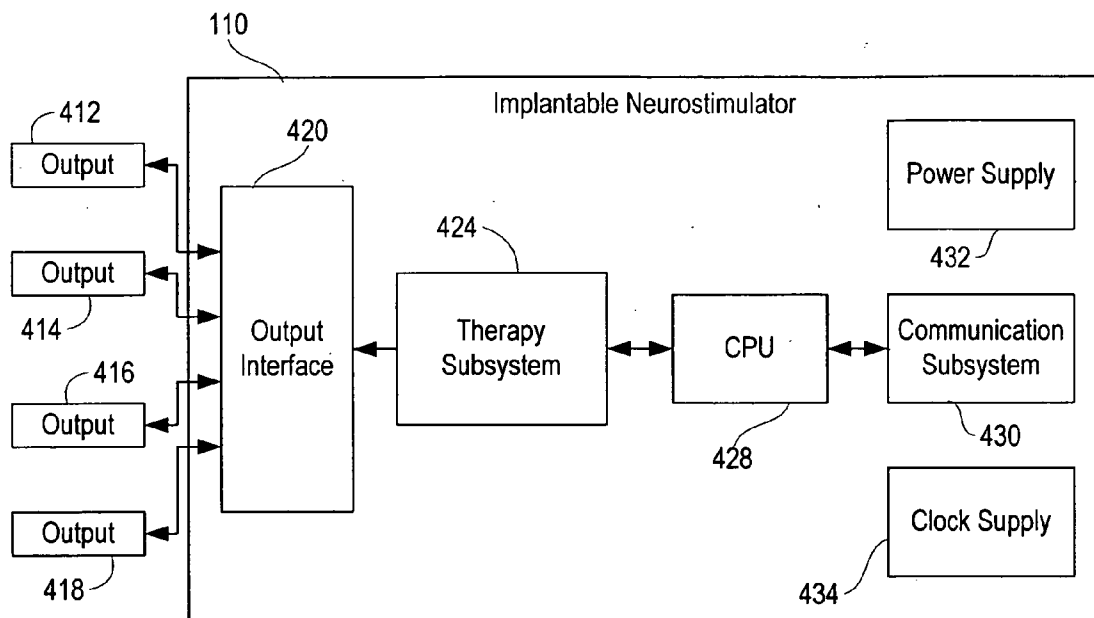 110
Implantable Neurostimulator
412
Output
420
Power Supply
432
424
Output
414
Output
Interface
Therapy
Subsystem
CPU
428
Communication
Subsystem
430
416
Output
Output
418
Clock Supply
434